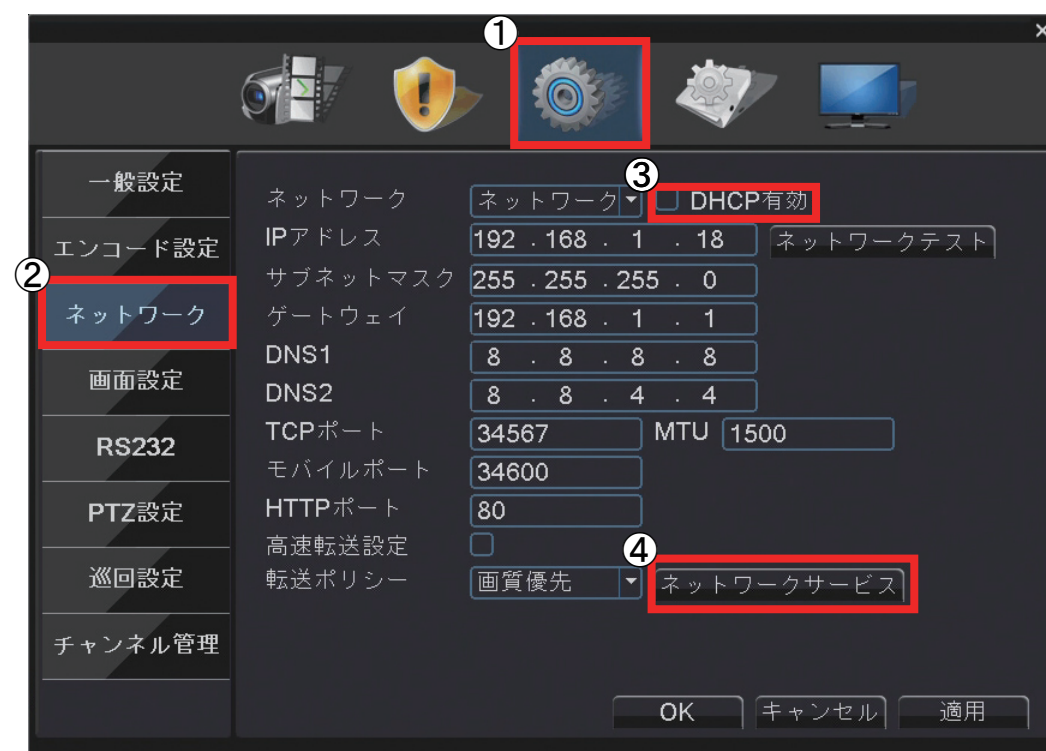 ①
×
一般設定
エンコード設定
②
ネットワーク
画面設定
RS232
PTZ設定
巡回設定
チャンネル管理
ネットワーク ネットワーク ③ DHCP有効
IPアドレス 192 . 168 . 1 . 18 ネットワークテスト
サブネットマスク 255 . 255 . 255 . 0
ゲートウェイ 192 . 168 . 1 . 1
DNS1 8 . 8 . 8 . 8
DNS2 8 . 8 . 4 . 4
TCPポート 34567 MTU 1500
モバイルポート 34600
HTTPポート 80
高速転送設定
転送ポリシー 画質優先 ④ ネットワークサービス
OK キャンセル 適用